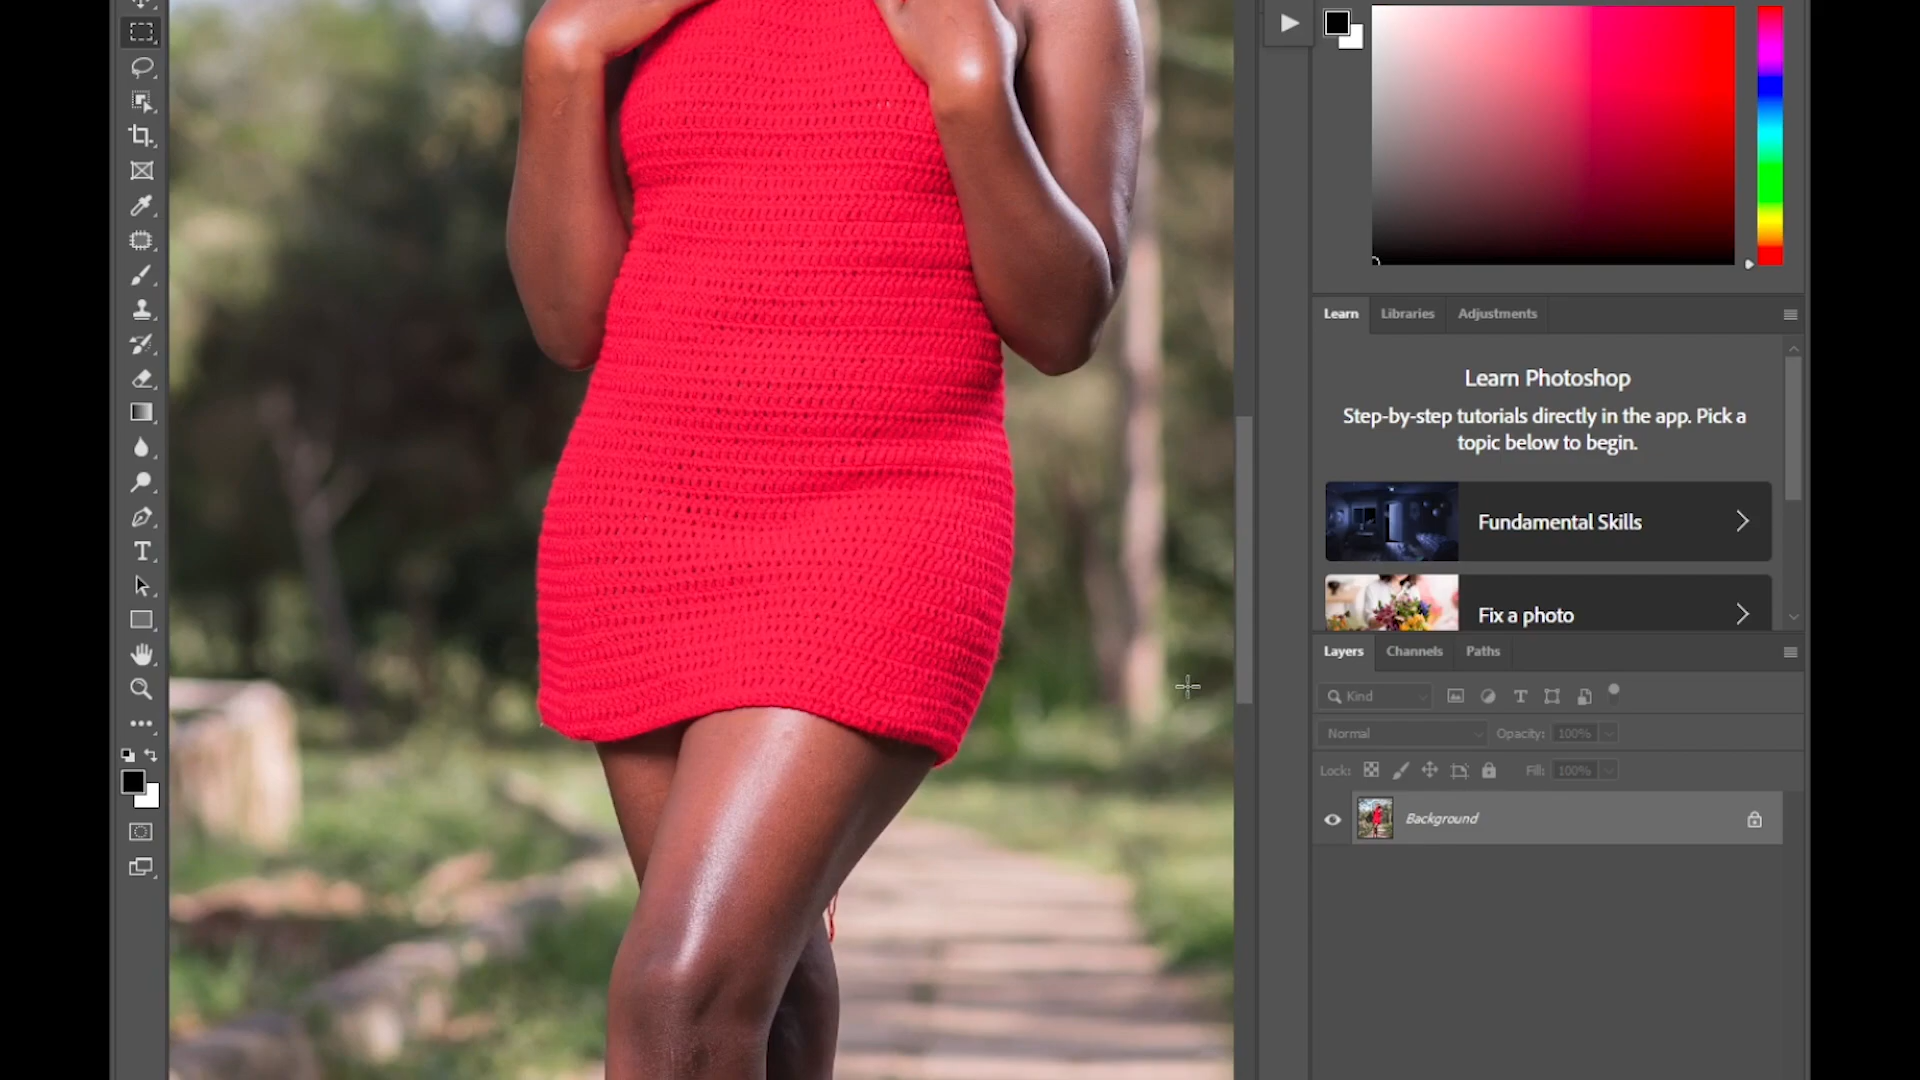 Learn Libraries Adjustments
Learn Photoshop
Step-by-step tutorials directly in the app. Pick a
topic below to begin.
Fundamental Skills
Fix a photo
Layers Channels Paths
Kind
Normal Opacity: 100%
Lock: Fill: 100%
Background